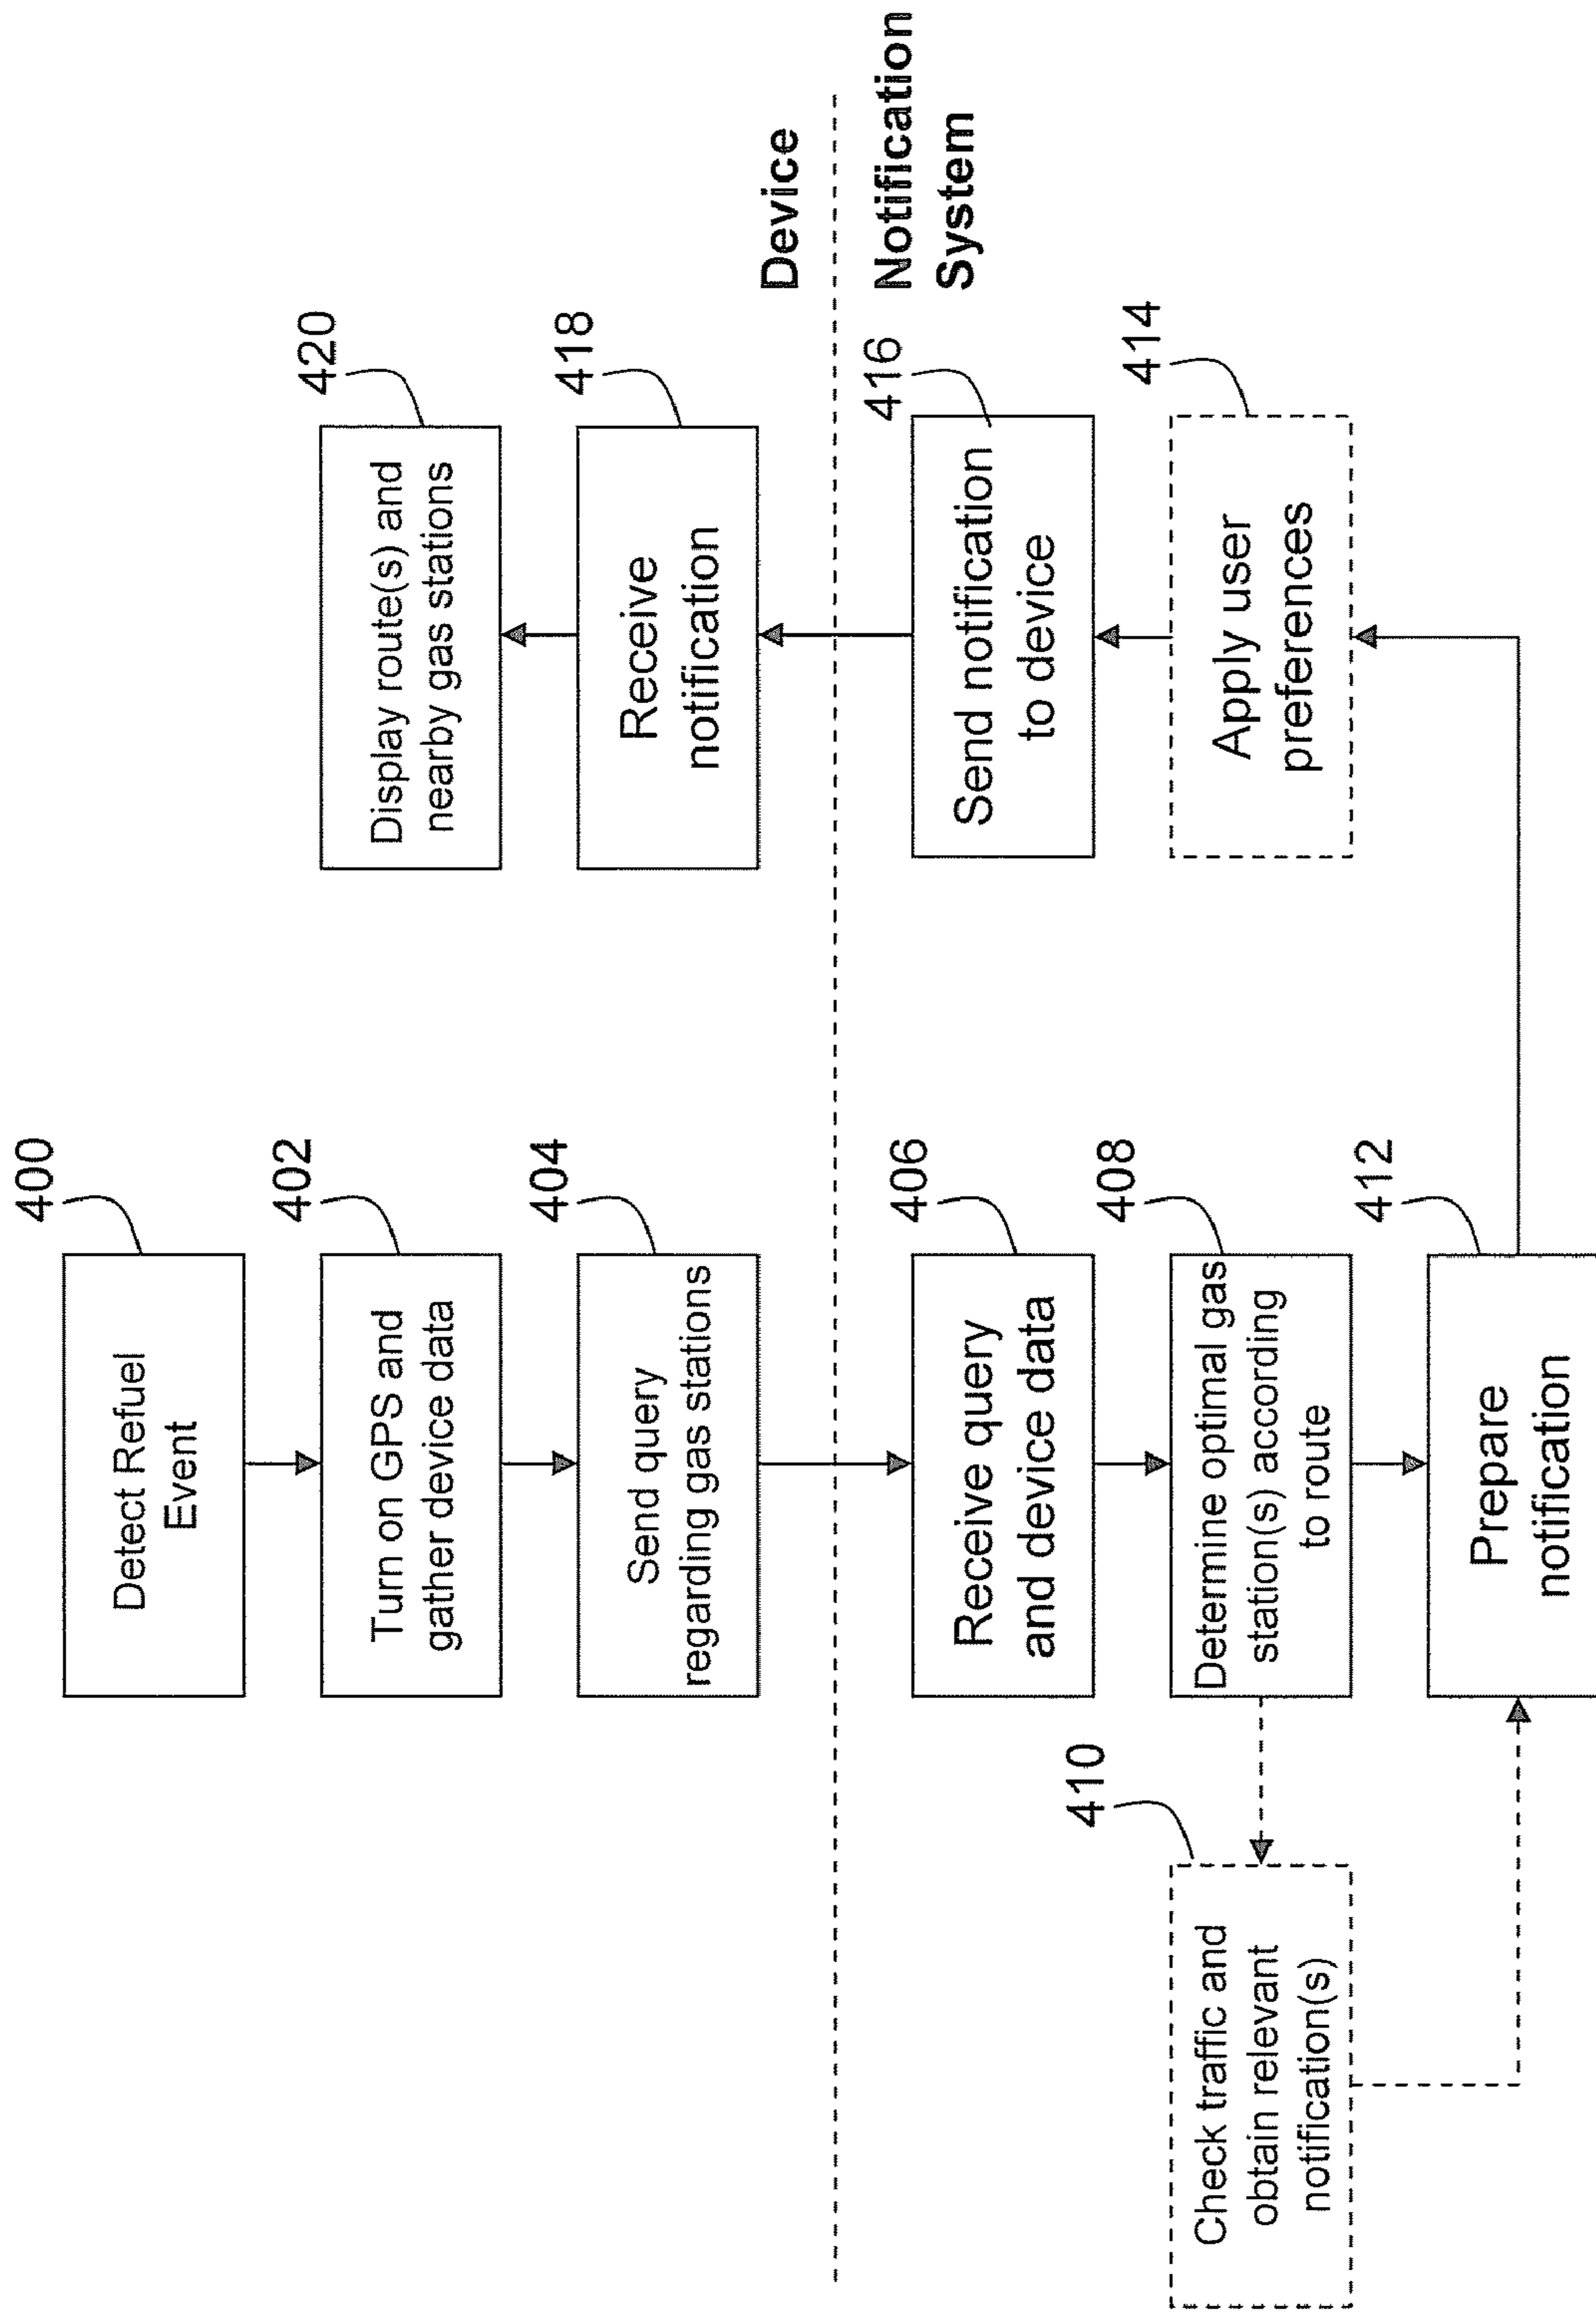 400
Detect Refuel
Event
402
Turn on GPS and
gather device data
404
Send query
regarding gas stations
406
Receive query
and device data
408
Determine optimal gas
station(s) according
to route
410
Check traffic and
obtain relevant
notification(s)
412
Prepare
notification
414
Apply user
preferences
416
Send notification
to device
418
Receive
notification
420
Display route(s) and
nearby gas stations
Device
Notification
System